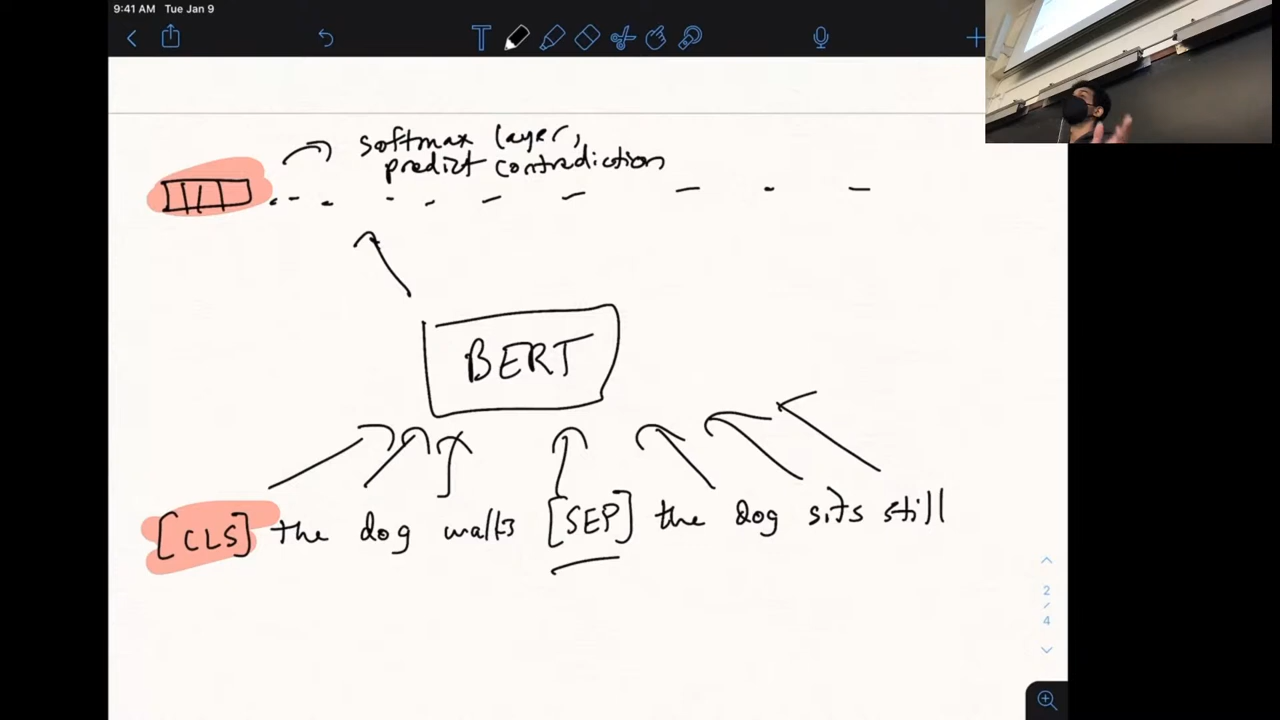 9:41 AM Tue Jan 9
softmax layer,
predict contradiction
BERT
[CLS] the dog walks [SEP] the dog sits still
2
/
4